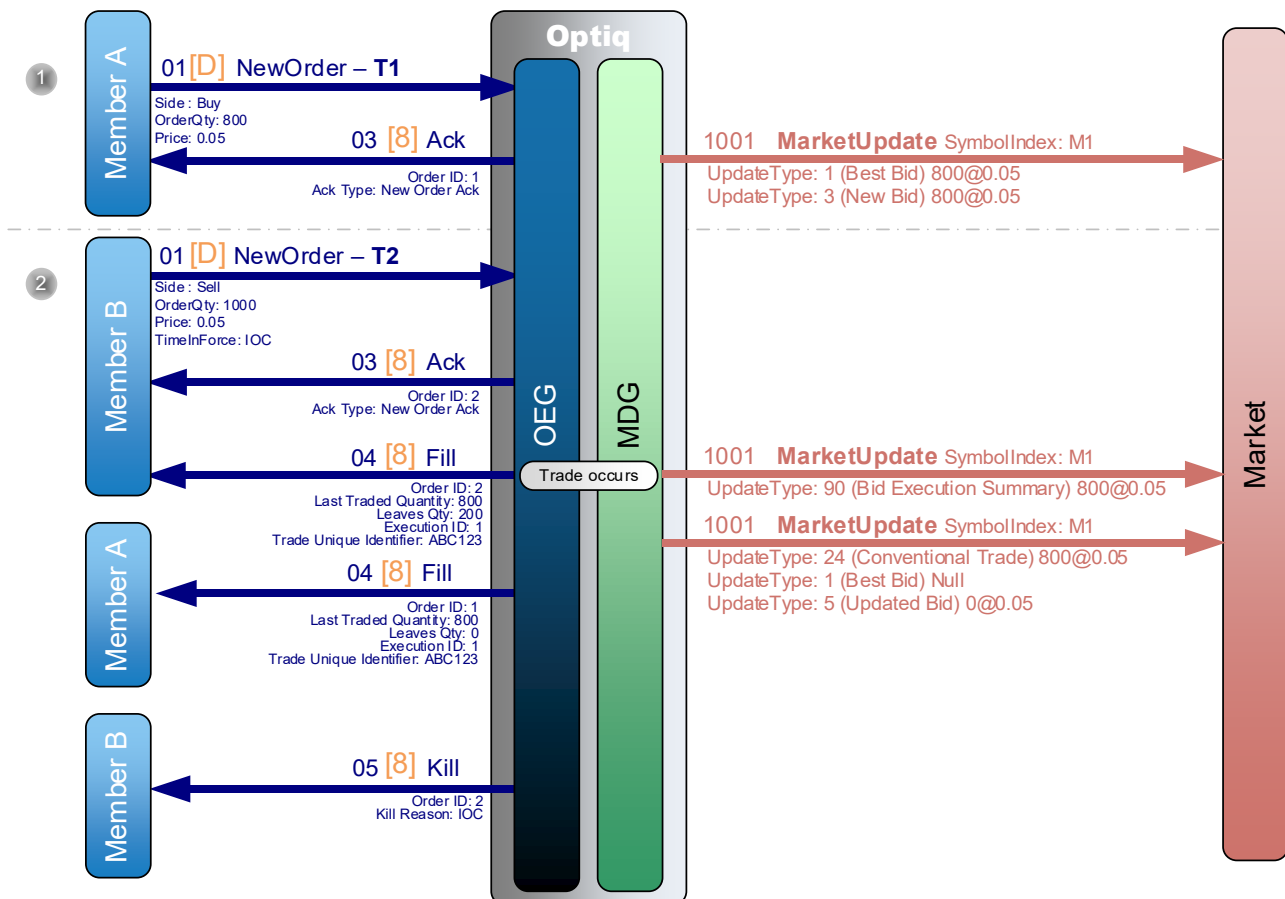 Optiq
1
Member A
01 [D] NewOrder – T1
Side : Buy
OrderQty: 800
Price: 0.05
03 [8] Ack
Order ID: 1
Ack Type: New Order Ack
1001 MarketUpdate SymbolIndex: M1
UpdateType: 1 (Best Bid) 800@0.05
UpdateType: 3 (New Bid) 800@0.05
2
Member B
01 [D] NewOrder – T2
Side : Sell
OrderQty: 1000
Price: 0.05
TimeInForce: IOC
03 [8] Ack
Order ID: 2
Ack Type: New Order Ack
OEG
MDG
Market
04 [8] Fill
Order ID: 2
Last Traded Quantity: 800
Leaves Qty: 200
Execution ID: 1
Trade Unique Identifier: ABC123
Trade occurs
1001 MarketUpdate SymbolIndex: M1
UpdateType: 90 (Bid Execution Summary) 800@0.05
1001 MarketUpdate SymbolIndex: M1
UpdateType: 24 (Conventional Trade) 800@0.05
UpdateType: 1 (Best Bid) Null
UpdateType: 5 (Updated Bid) 0@0.05
Member A
04 [8] Fill
Order ID: 1
Last Traded Quantity: 800
Leaves Qty: 0
Execution ID: 1
Trade Unique Identifier: ABC123
Member B
05 [8] Kill
Order ID: 2
Kill Reason: IOC